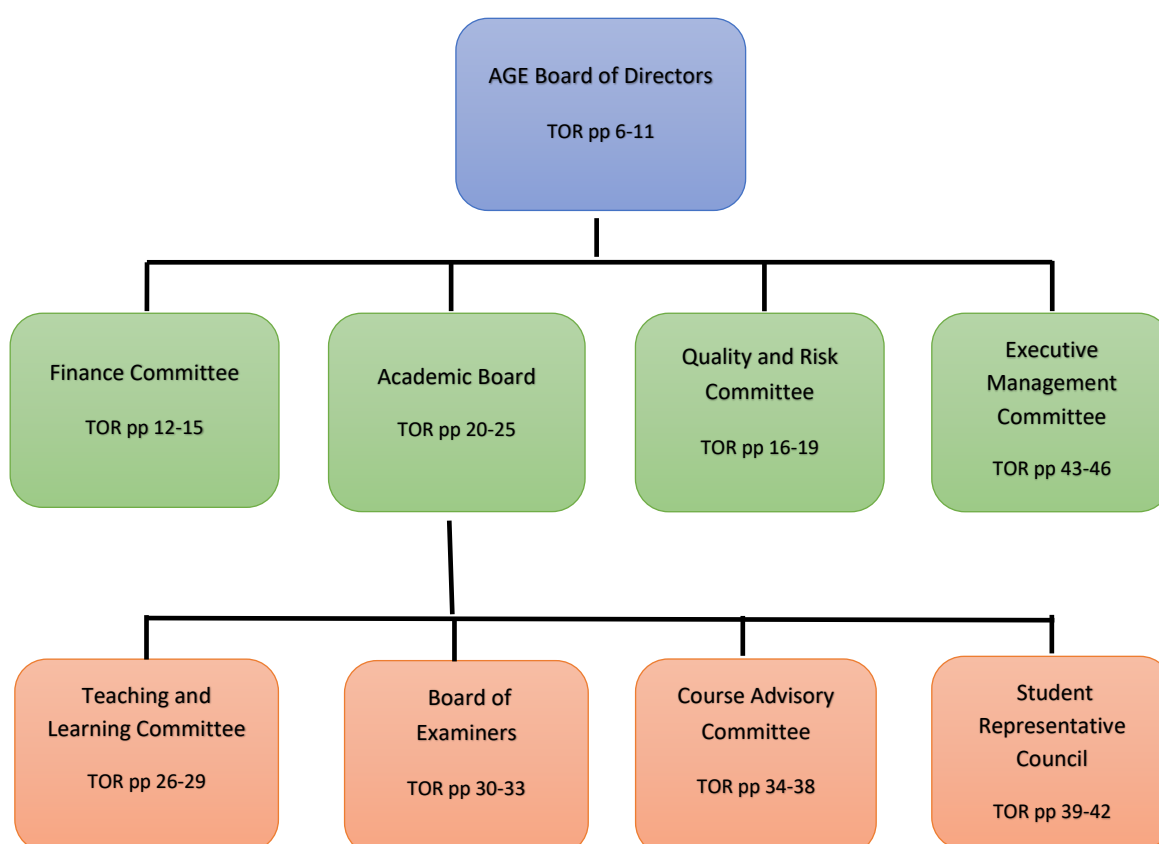 AGE Board of Directors
TOR pp 6-11
Finance Committee
TOR pp 12-15
Academic Board
TOR pp 20-25
Quality and Risk
Committee
TOR pp 16-19
Executive
Management
Committee
TOR pp 43-46
Teaching and
Learning Committee
TOR pp 26-29
Board of
Examiners
TOR pp 30-33
Course Advisory
Committee
TOR pp 34-38
Student
Representative
Council
TOR pp 39-42